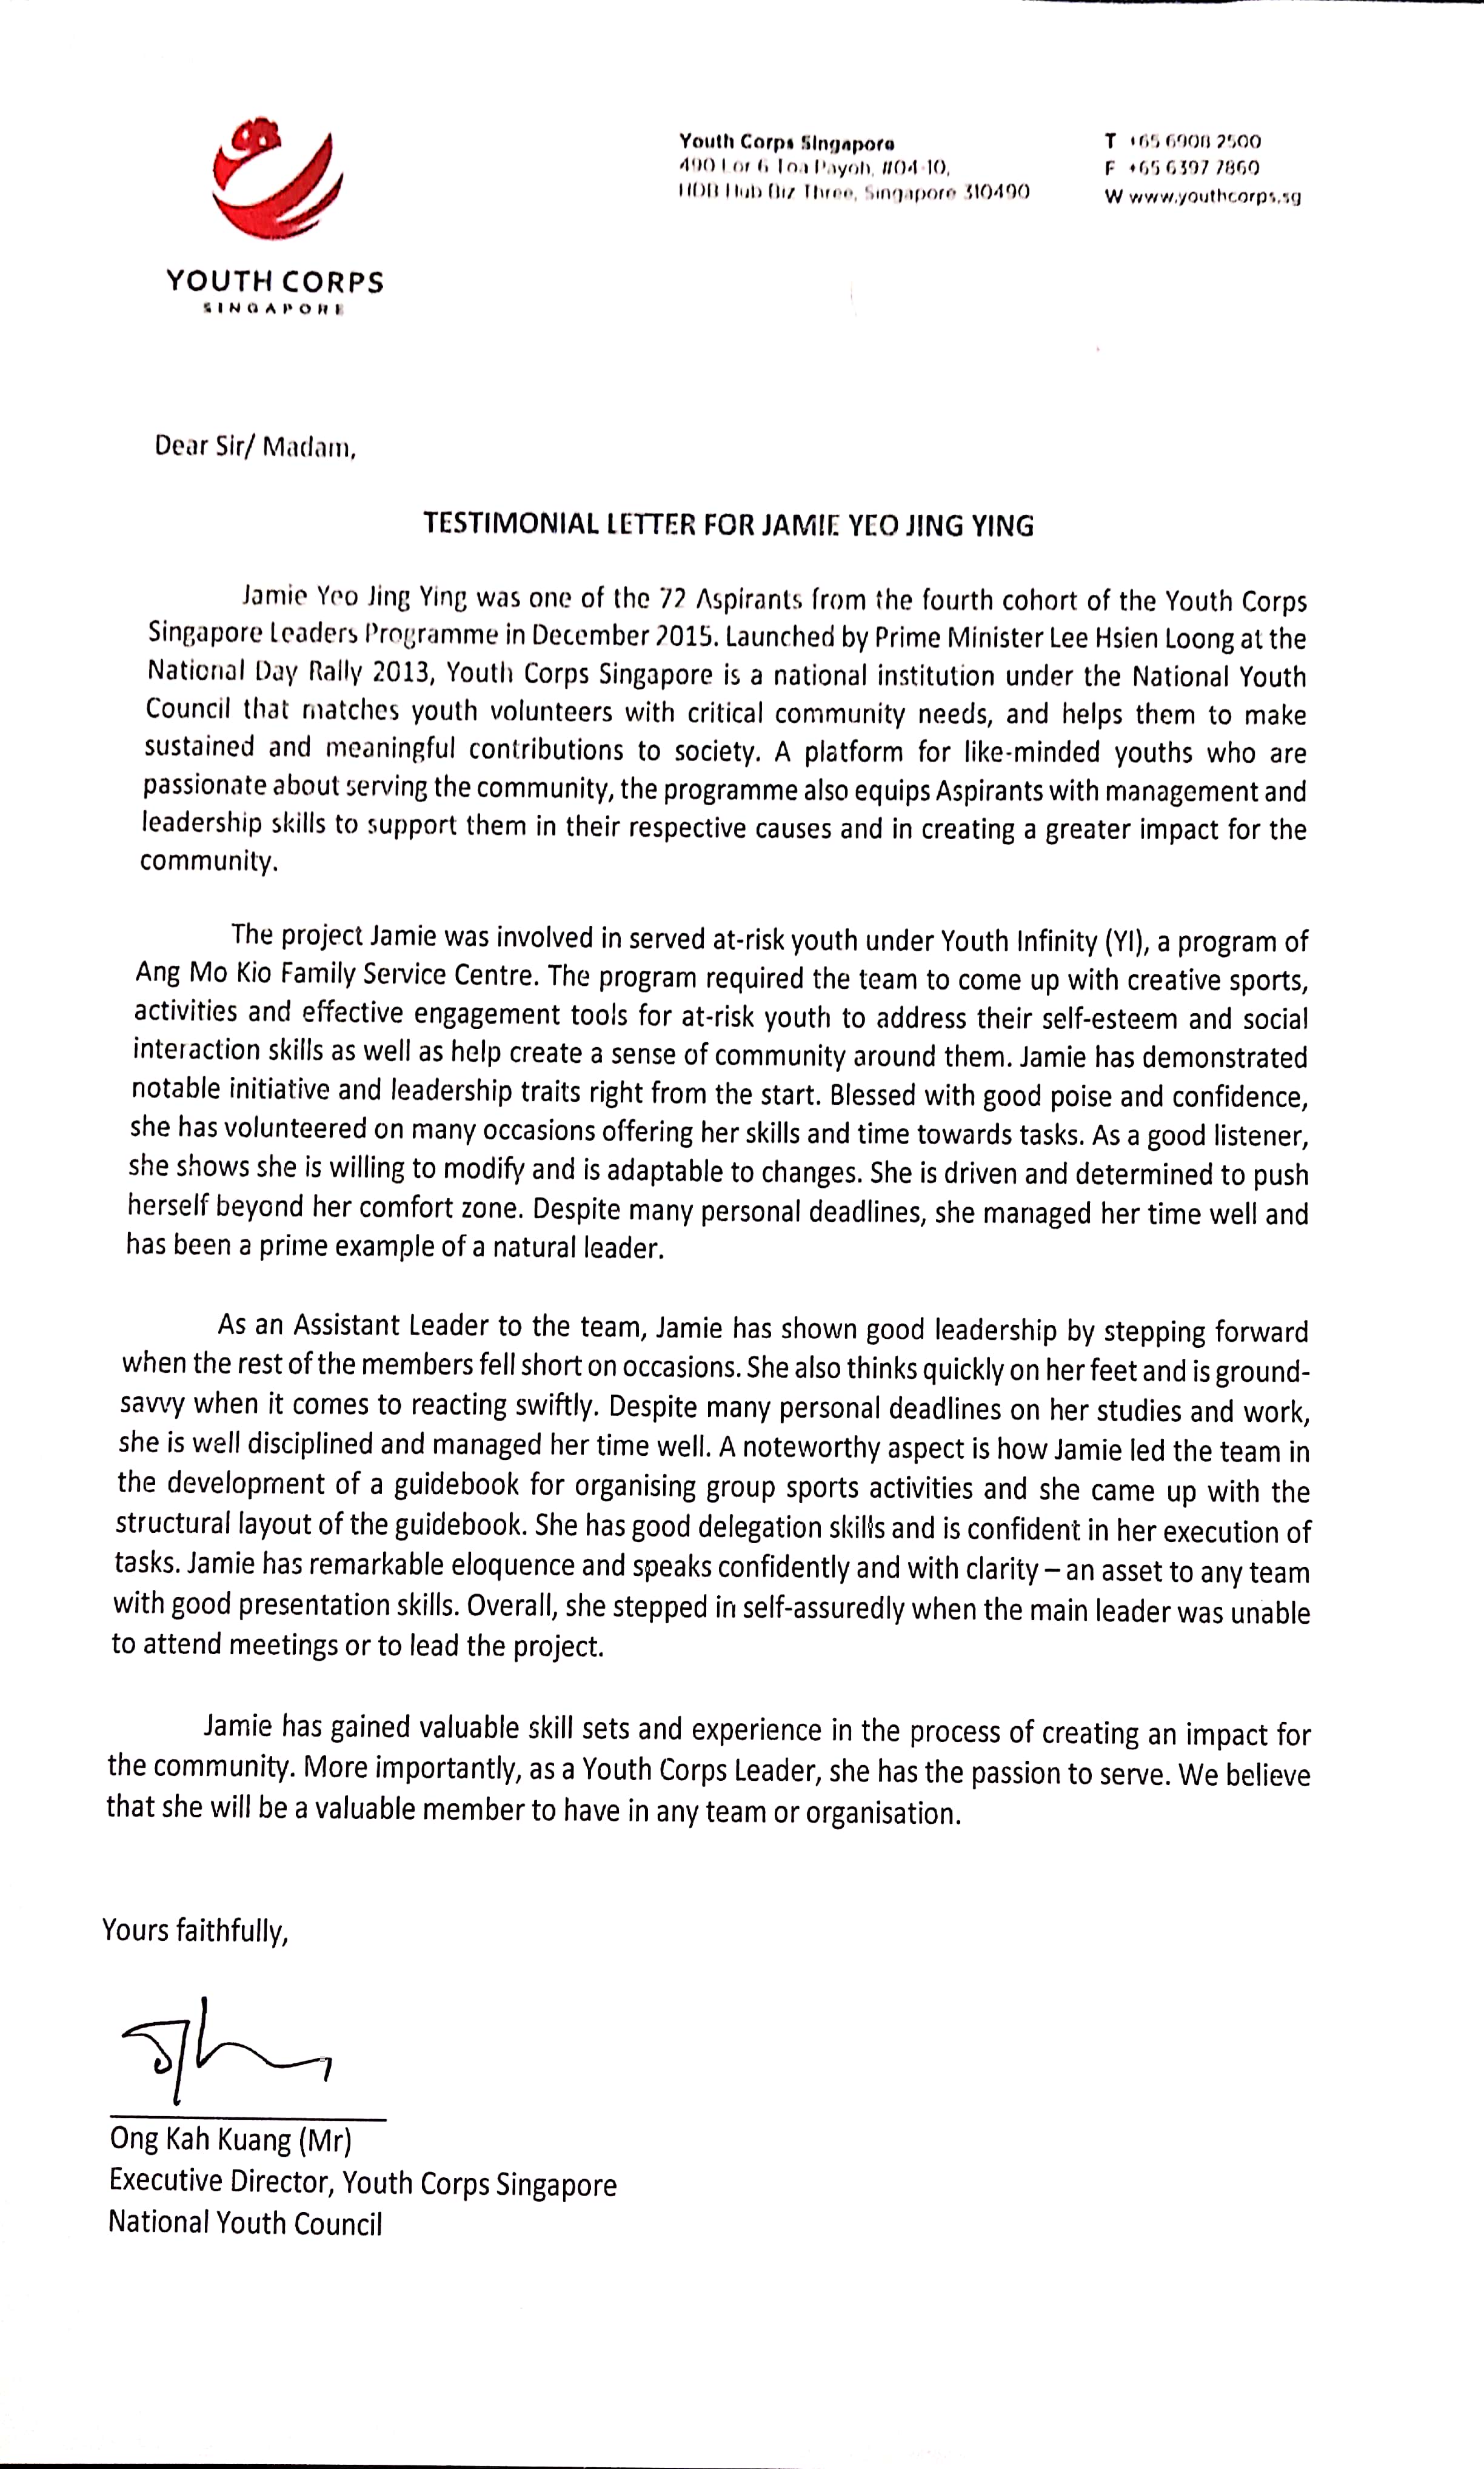 YOUTH CORPS
SINGAPORE
Youth Corps Singapore
490 Lor 6 Toa Payoh, #04-10,
HDB Hub Biz Three, Singapore 310490
T +65 6908 2500
F +65 6397 7860
W www.youthcorps.sg
Dear Sir/ Madam,
TESTIMONIAL LETTER FOR JAMIE YEO JING YING
Jamie Yeo Jing Ying was one of the 72 Aspirants from the fourth cohort of the Youth Corps
Singapore Leaders Programme in December 2015. Launched by Prime Minister Lee Hsien Loong at the
National Day Rally 2013, Youth Corps Singapore is a national institution under the National Youth
Council that matches youth volunteers with critical community needs, and helps them to make
sustained and meaningful contributions to society. A platform for like-minded youths who are
passionate about serving the community, the programme also equips Aspirants with management and
leadership skills to support them in their respective causes and in creating a greater impact for the
community.
The project Jamie was involved in served at-risk youth under Youth Infinity (YI), a program of
Ang Mo Kio Family Service Centre. The program required the team to come up with creative sports,
activities and effective engagement tools for at-risk youth to address their self-esteem and social
interaction skills as well as help create a sense of community around them. Jamie has demonstrated
notable initiative and leadership traits right from the start. Blessed with good poise and confidence,
she has volunteered on many occasions offering her skills and time towards tasks. As a good listener,
she shows she is willing to modify and is adaptable to changes. She is driven and determined to push
herself beyond her comfort zone. Despite many personal deadlines, she managed her time well and
has been a prime example of a natural leader.
As an Assistant Leader to the team, Jamie has shown good leadership by stepping forward
when the rest of the members fell short on occasions. She also thinks quickly on her feet and is ground-
savvy when it comes to reacting swiftly. Despite many personal deadlines on her studies and work,
she is well disciplined and managed her time well. A noteworthy aspect is how Jamie led the team in
the development of a guidebook for organising group sports activities and she came up with the
structural layout of the guidebook. She has good delegation skills and is confident in her execution of
tasks. Jamie has remarkable eloquence and speaks confidently and with clarity – an asset to any team
with good presentation skills. Overall, she stepped in self-assuredly when the main leader was unable
to attend meetings or to lead the project.
Jamie has gained valuable skill sets and experience in the process of creating an impact for
the community. More importantly, as a Youth Corps Leader, she has the passion to serve. We believe
that she will be a valuable member to have in any team or organisation.
Yours faithfully,
Ong Kah Kuang (Mr)
Executive Director, Youth Corps Singapore
National Youth Council